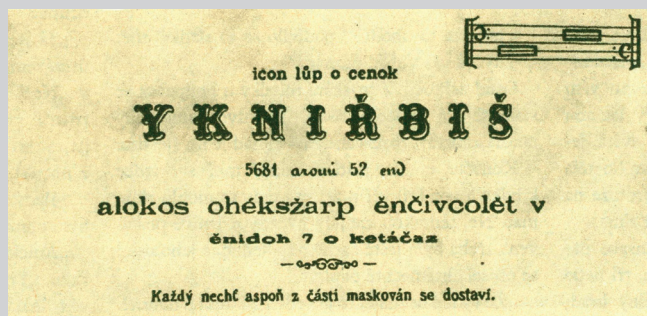 ičon lůp o cenok
YKNIŘBIŠ
5681 aronú 52 end
alokos ohéksžarp ěnčivcolět v
ěnidoh 7 o ketáčaz
Každý nechť aspoň z části maskován se dostaví.